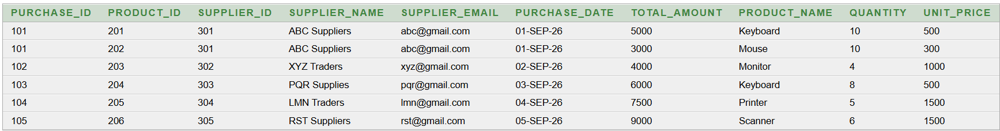 PURCHASE_ID PRODUCT_ID SUPPLIER_ID SUPPLIER_NAME SUPPLIER_EMAIL PURCHASE_DATE TOTAL_AMOUNT PRODUCT_NAME QUANTITY UNIT_PRICE
101 201 301 ABC Suppliers abc@gmail.com 01-SEP-26 5000 Keyboard 10 500
101 202 301 ABC Suppliers abc@gmail.com 01-SEP-26 3000 Mouse 10 300
102 203 302 XYZ Traders xyz@gmail.com 02-SEP-26 4000 Monitor 4 1000
103 204 303 PQR Supplies pqr@gmail.com 03-SEP-26 6000 Keyboard 8 500
104 205 304 LMN Traders lmn@gmail.com 04-SEP-26 7500 Printer 5 1500
105 206 305 RST Suppliers rst@gmail.com 05-SEP-26 9000 Scanner 6 1500